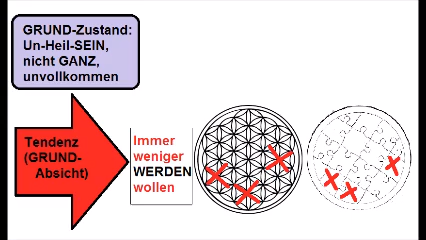 GRUND-Zustand:
Un-Heil-SEIN,
nicht GANZ,
unvollkommen
Tendenz
(GRUND-
Absicht)
Immer
weniger
WERDEN
wollen